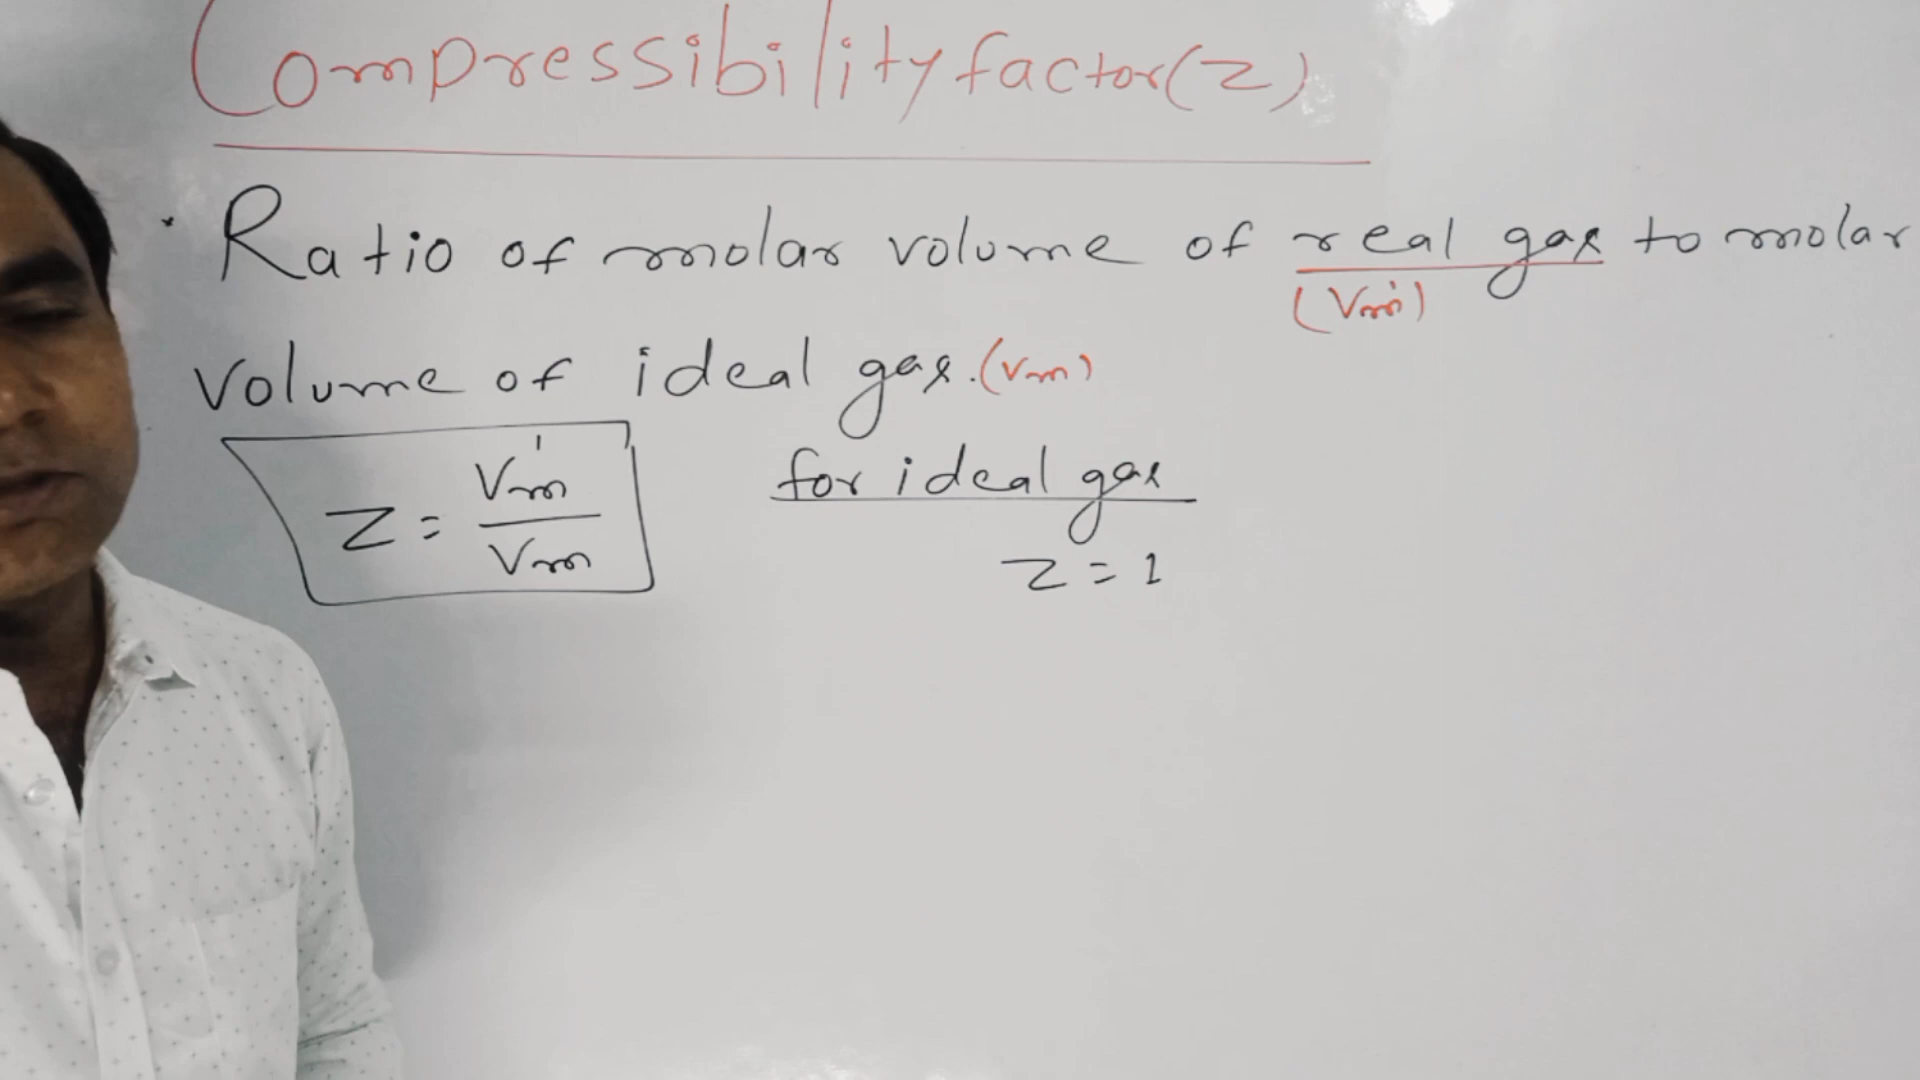 Compressibility factor(Z)
• Ratio of molar volume of real gas to molar
(Vm')
volume of ideal gas. (Vm)
Z = Vm' / Vm
for ideal gas
Z = 1